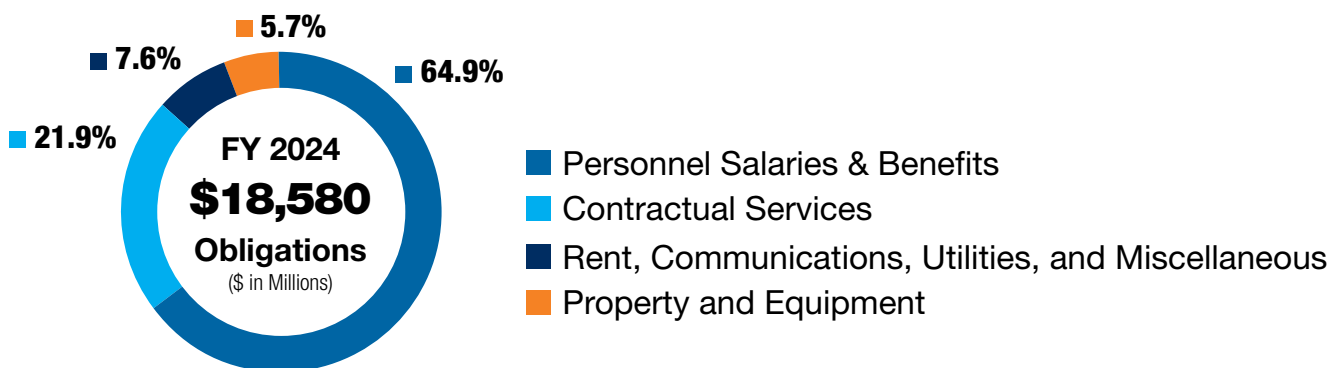 5.7%
7.6%
64.9%
21.9%
FY 2024
$18,580
Obligations
($ in Millions)
Personnel Salaries & Benefits
Contractual Services
Rent, Communications, Utilities, and Miscellaneous
Property and Equipment